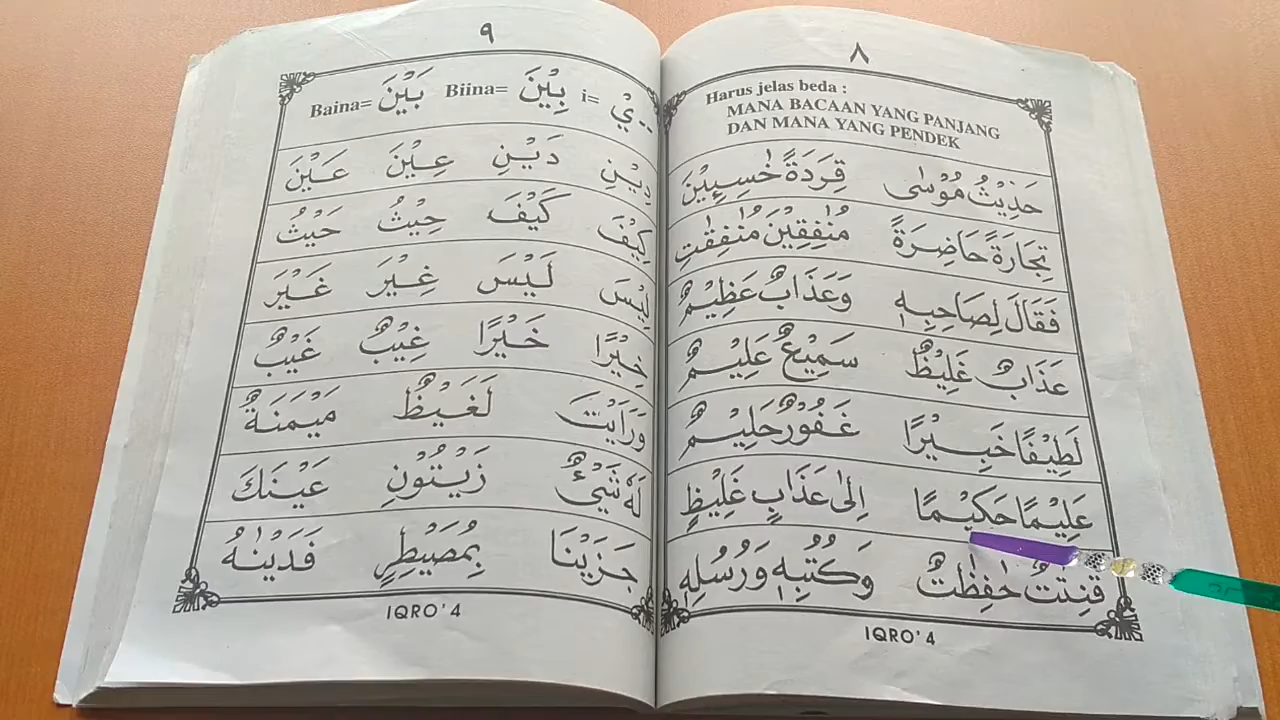 ٨
Harus jelas beda :
MANA BACAAN YANG PANJANG
DAN MANA YANG PENDEK
حَدِيْثُ مُوْسٰى قِرَدَةً خٰسِـِٕيْنَ
تِجَارَةً حَاضِرَةً مُنٰفِقِيْنَ مُنٰفِقٰتِ
فَقَالَ لِصَاحِبِهٖ وَعَذَابٌ عَظِيْمٌ
عَذَابٌ غَلِيْظٌ سَمِيْعٌ عَلِيْمٌ
لَطِيْفًا خَبِيْرًا غَفُوْرٌ حَلِيْمٌ
عَلِيْمًا حَكِيْمًا اِلٰى عَذَابٍ غَلِيْظٍ
قٰنِتٰتٌ حٰفِظٰتٌ وَكُتُبِهٖ وَرُسُلِهٖ
IQRO' 4
٩
ـِيْ =i بِيْنَ =Biina بَيْنَ =Baina
دِيْنِ دَيْنِ عِيْنَ عَيْنَ
كِيْفَ كَيْفَ حِيْثُ حَيْثُ
لِيْسَ لَيْسَ غِيْرَ غَيْرَ
خِيْرًا خَيْرًا غِيْبٌ غَيْبٌ
وَرَاَيْتَ لَغَيْظٌ مَيْمَنَةٌ
لَهٗ شَيْءٌ زَيْتُوْنِ عَيْنَكَ
جَزَيْنَا بِمُصَيْطِرٍ فَدَيْنٰهُ
IQRO' 4